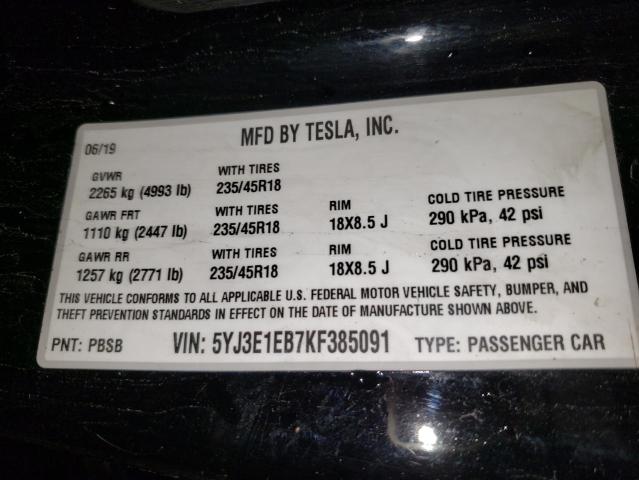 MFD BY TESLA, INC.
06/19
GVWR WITH TIRES
2265 kg (4993 lb) 235/45R18
GAWR FRT WITH TIRES RIM COLD TIRE PRESSURE
1110 kg (2447 lb) 235/45R18 18X8.5 J 290 kPa, 42 psi
GAWR RR WITH TIRES RIM COLD TIRE PRESSURE
1257 kg (2771 lb) 235/45R18 18X8.5 J 290 kPa, 42 psi
THIS VEHICLE CONFORMS TO ALL APPLICABLE U.S. FEDERAL MOTOR VEHICLE SAFETY, BUMPER, AND
THEFT PREVENTION STANDARDS IN EFFECT ON THE DATE OF MANUFACTURE SHOWN ABOVE.
PNT: PBSB VIN: 5YJ3E1EB7KF385091 TYPE: PASSENGER CAR